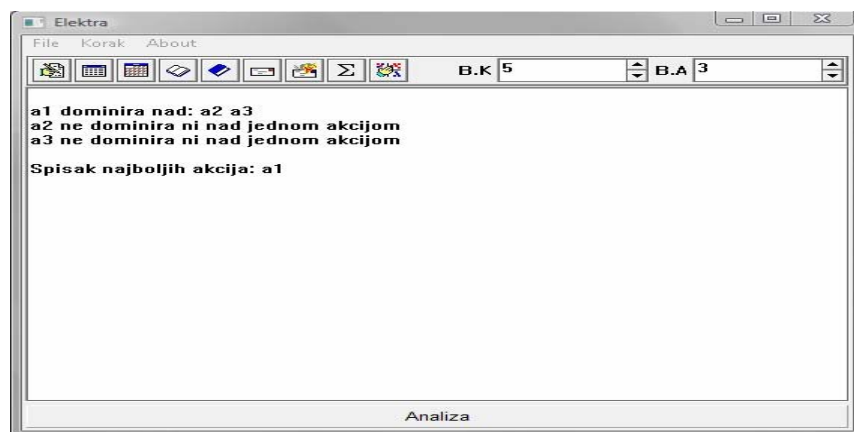 Elektra
File Korak About
B.K 5 B.A 3
a1 dominira nad: a2 a3
a2 ne dominira ni nad jednom akcijom
a3 ne dominira ni nad jednom akcijom
Spisak najboljih akcija: a1
Analiza